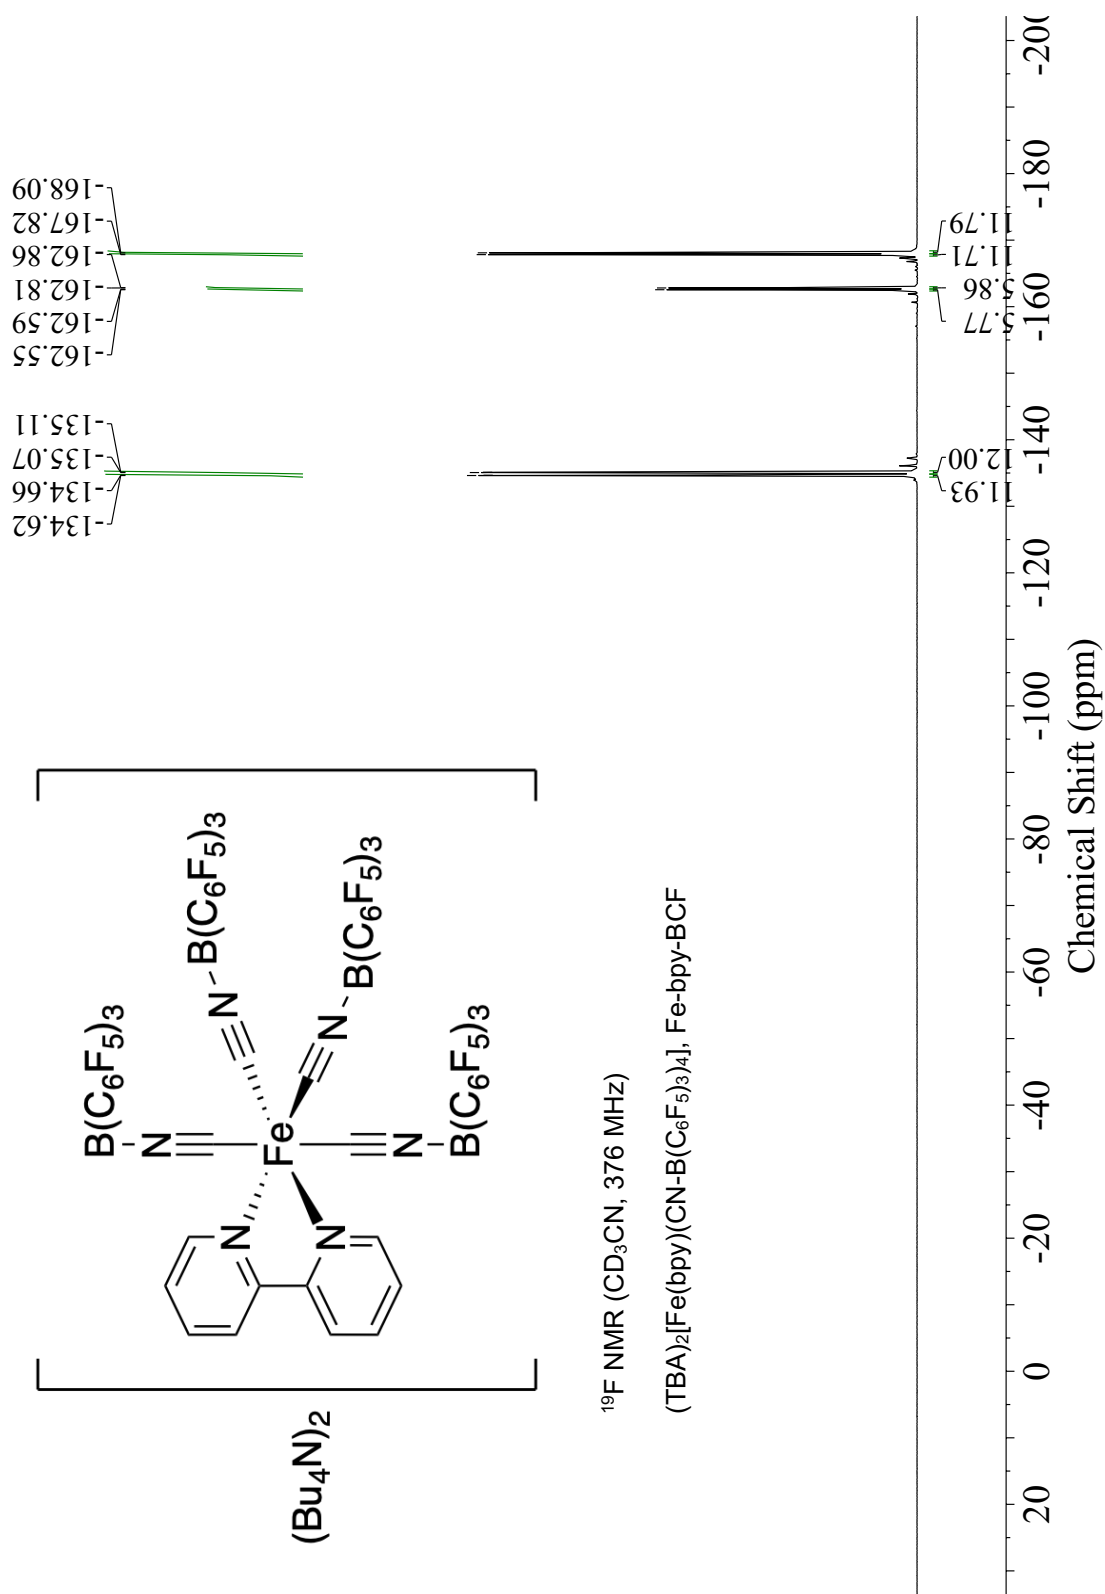 -134.62
-134.66
-135.07
-135.11
-162.55
-162.59
-162.81
-162.86
-167.82
-168.09
(Bu4N)2
B(C6F5)3
N
C
B(C6F5)3
N
C
Fe
N
N
C
N
B(C6F5)3
C
N
B(C6F5)3
¹⁹F NMR (CD₃CN, 376 MHz)
(TBA)₂[Fe(bpy)(CN-B(C₆F₅)₃)₄], Fe-bpy-BCF
11.93
12.00
5.77
5.86
11.71
11.79
20 0 -20 -40 -60 -80 -100 -120 -140 -160 -180 -200
Chemical Shift (ppm)